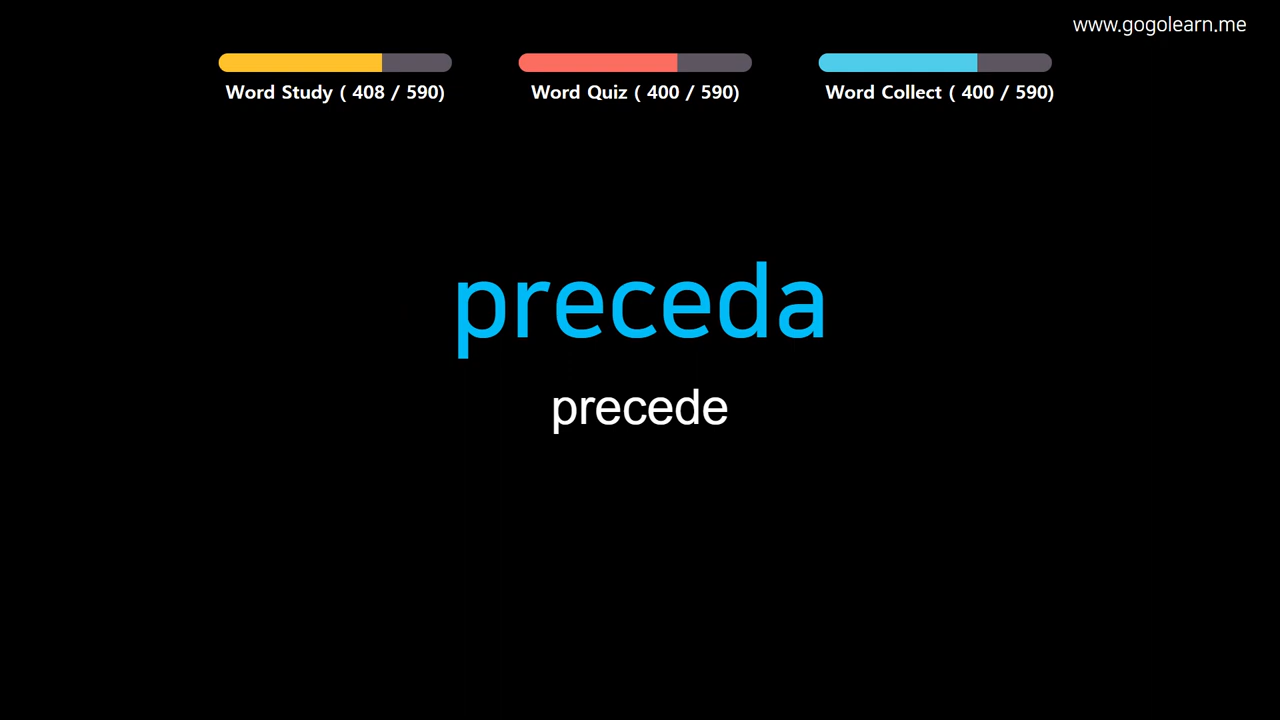 www.gogolearn.me
Word Study ( 408 / 590)
Word Quiz ( 400 / 590)
Word Collect ( 400 / 590)
preceda
precede